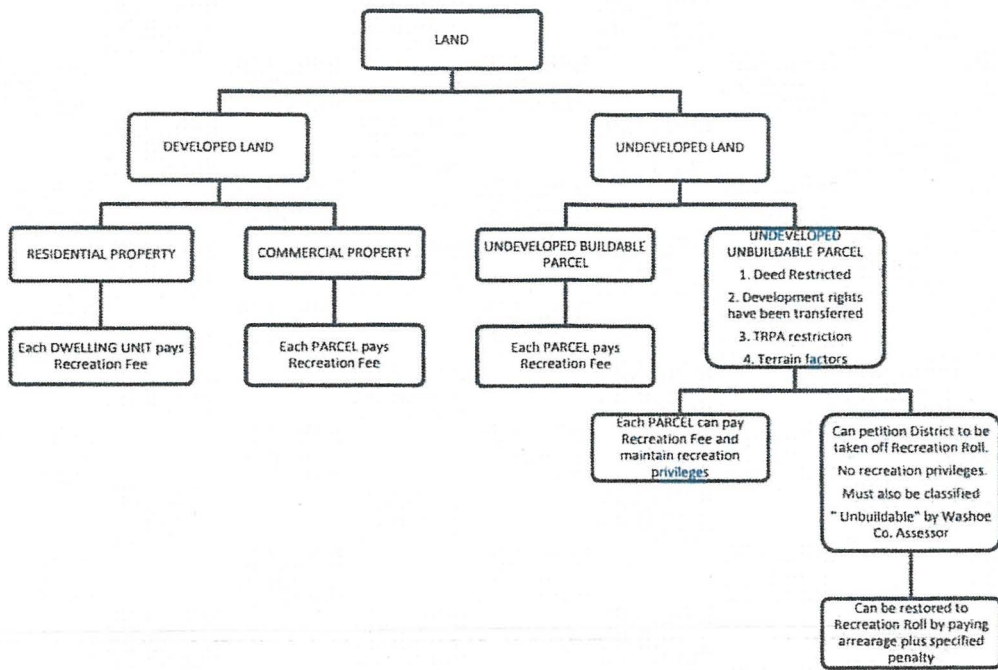 LAND
DEVELOPED LAND
UNDEVELOPED LAND
RESIDENTIAL PROPERTY
COMMERCIAL PROPERTY
UNDEVELOPED BUILDABLE
PARCEL
UNDEVELOPED
UNBUILDABLE PARCEL
1. Deed Restricted
2. Development rights
have been transferred
3. TRPA restriction
4. Terrain factors
Each DWELLING UNIT pays
Recreation Fee
Each PARCEL pays
Recreation Fee
Each PARCEL pays
Recreation Fee
Each PARCEL can pay
Recreation Fee and
maintain recreation
privileges
Can petition District to be
taken off Recreation Roll.
No recreation privileges.
Must also be classified
" Unbuildable" by Washoe
Co. Assessor
Can be restored to
Recreation Roll by paying
arrearage plus specified
penalty